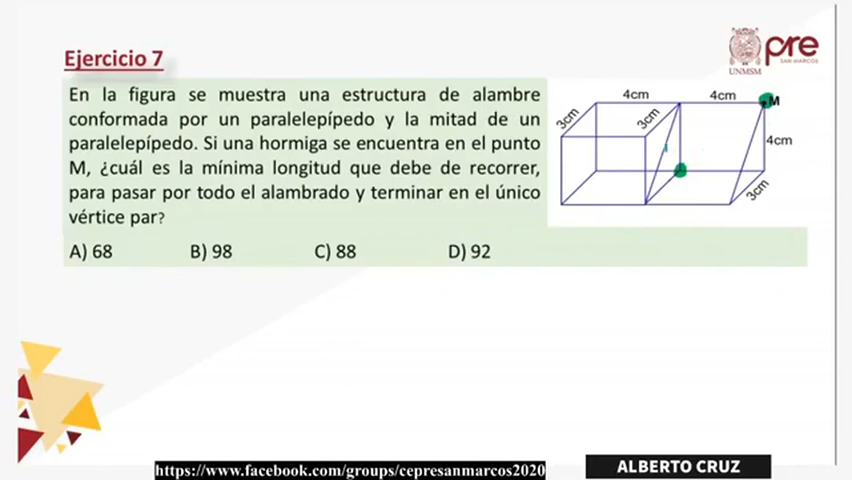 Ejercicio 7
UNMSM
pre
SAN MARCOS
En la figura se muestra una estructura de alambre
conformada por un paralelepípedo y la mitad de un
paralelepípedo. Si una hormiga se encuentra en el punto
M, ¿cuál es la mínima longitud que debe de recorrer,
para pasar por todo el alambrado y terminar en el único
vértice par?
4cm
4cm
M
3cm
3cm
4cm
3cm
A) 68 B) 98 C) 88 D) 92
https://www.facebook.com/groups/cepresanmarcos2020
ALBERTO CRUZ